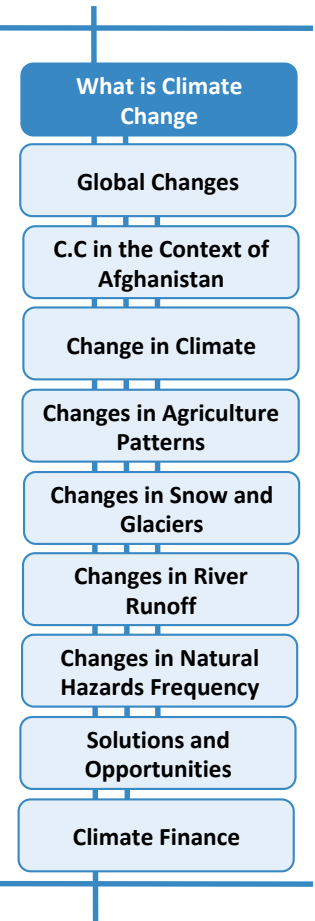 What is Climate
Change
Global Changes
C.C in the Context of
Afghanistan
Change in Climate
Changes in Agriculture
Patterns
Changes in Snow and
Glaciers
Changes in River
Runoff
Changes in Natural
Hazards Frequency
Solutions and
Opportunities
Climate Finance